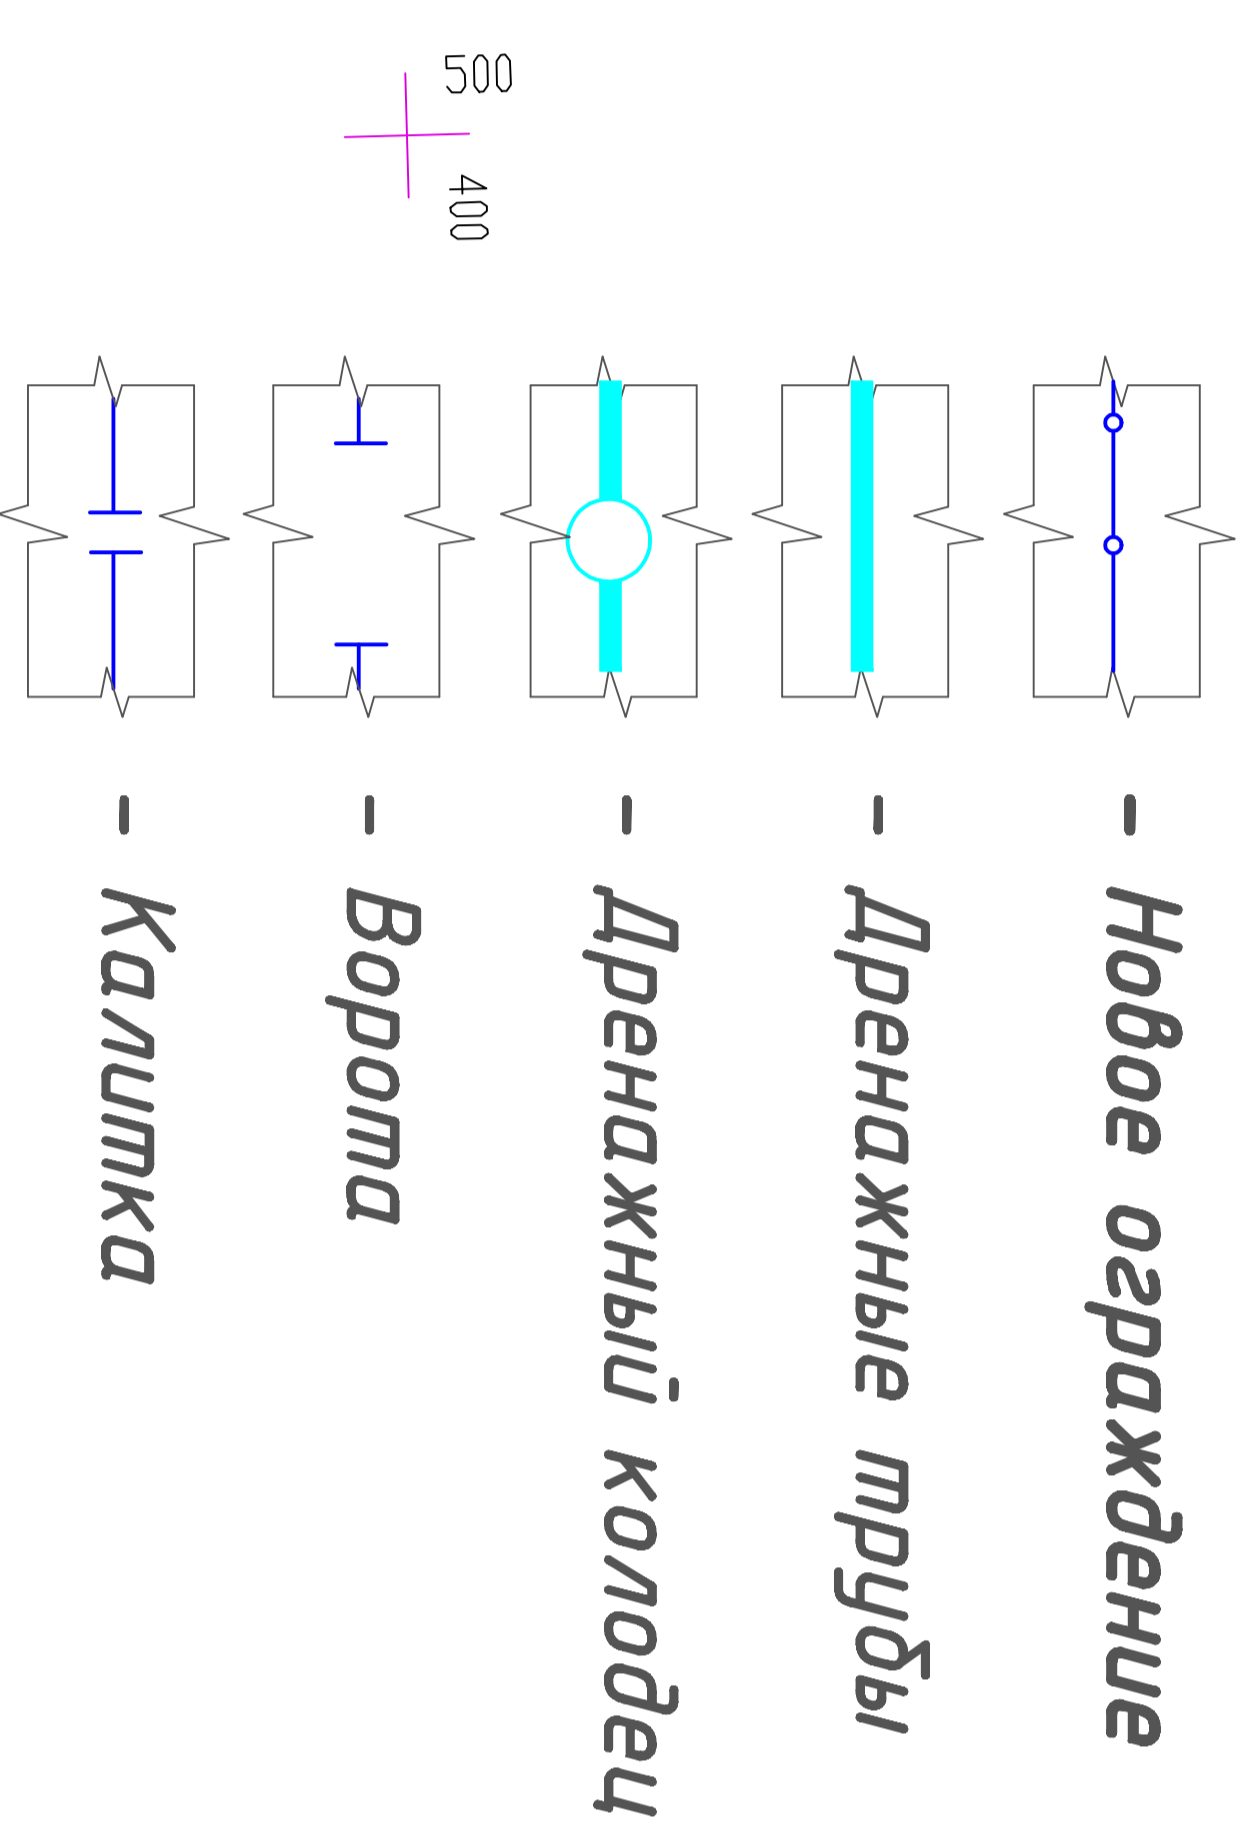 500
400
- Новое ограждение
- Дренажные трубы
- Дренажный колодец
- Ворота
- Калитка